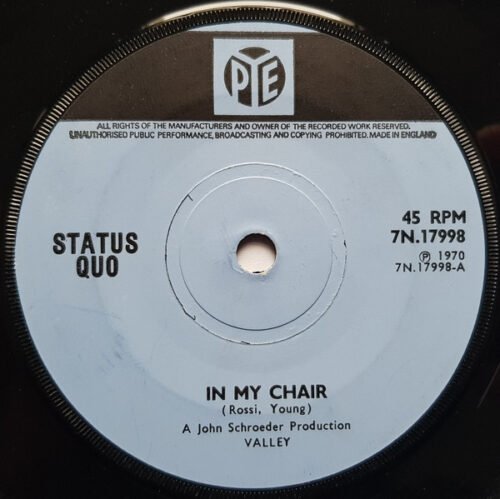 PYE
ALL RIGHTS OF THE MANUFACTURERS AND OWNER OF THE RECORDED WORK RESERVED.
UNAUTHORISED PUBLIC PERFORMANCE, BROADCASTING AND COPYING PROHIBITED. MADE IN ENGLAND
STATUS
QUO
45 RPM
7N.17998
℗ 1970
7N.17998-A
IN MY CHAIR
(Rossi, Young)
A John Schroeder Production
VALLEY